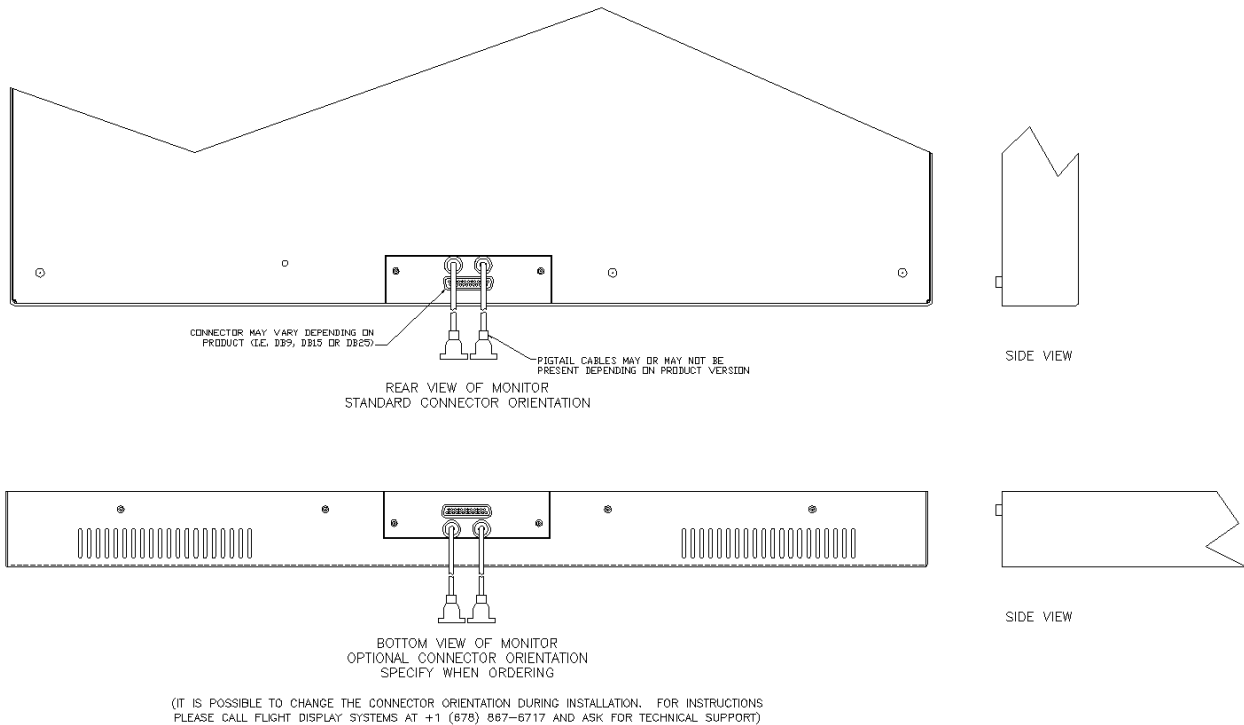 CONNECTOR MAY VARY DEPENDING ON
PRODUCT (I.E. DB9, DB15 OR DB25)
PIGTAIL CABLES MAY OR MAY NOT BE
PRESENT DEPENDING ON PRODUCT VERSION
REAR VIEW OF MONITOR
STANDARD CONNECTOR ORIENTATION
SIDE VIEW
BOTTOM VIEW OF MONITOR
OPTIONAL CONNECTOR ORIENTATION
SPECIFY WHEN ORDERING
SIDE VIEW
(IT IS POSSIBLE TO CHANGE THE CONNECTOR ORIENTATION DURING INSTALLATION. FOR INSTRUCTIONS
PLEASE CALL FLIGHT DISPLAY SYSTEMS AT +1 (678) 867-6717 AND ASK FOR TECHNICAL SUPPORT)